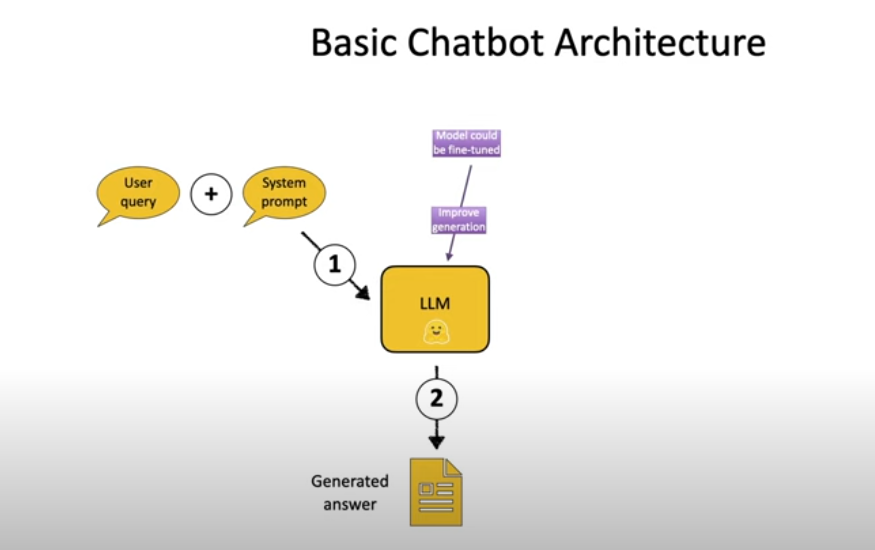 Basic Chatbot Architecture
Model could
be fine-tuned
User
query
+
System
prompt
Improve
generation
1
LLM
2
Generated
answer